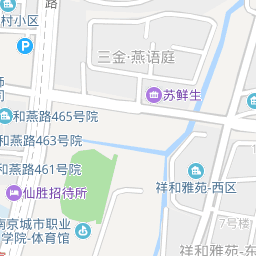 路
村小区
三金·燕语庭
苏鲜生
司
和燕路465号院
和燕路463号院
和燕路461号院
仙胜招待所
祥和雅苑-西区
南京城市职业
学院-体育馆
7号楼
祥和雅苑-东